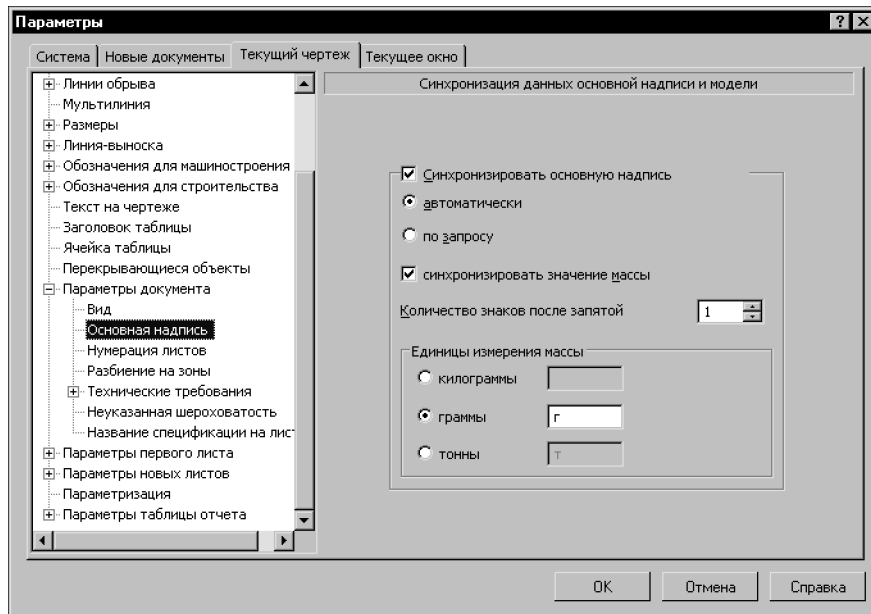 Параметры
Система Новые документы Текущий чертеж Текущее окно
Линии обрыва
Мультилиния
Размеры
Линия-выноска
Обозначения для машиностроения
Обозначения для строительства
Текст на чертеже
Заголовок таблицы
Ячейка таблицы
Перекрывающиеся объекты
Параметры документа
Вид
Основная надпись
Нумерация листов
Разбиение на зоны
Технические требования
Неуказанная шероховатость
Название спецификации на лис
Параметры первого листа
Параметры новых листов
Параметризация
Параметры таблицы отчета
Синхронизация данных основной надписи и модели
Синхронизировать основную надпись
автоматически
по запросу
синхронизировать значение массы
Количество знаков после запятой 1
Единицы измерения массы
килограммы
граммы г
тонны т
OK Отмена Справка